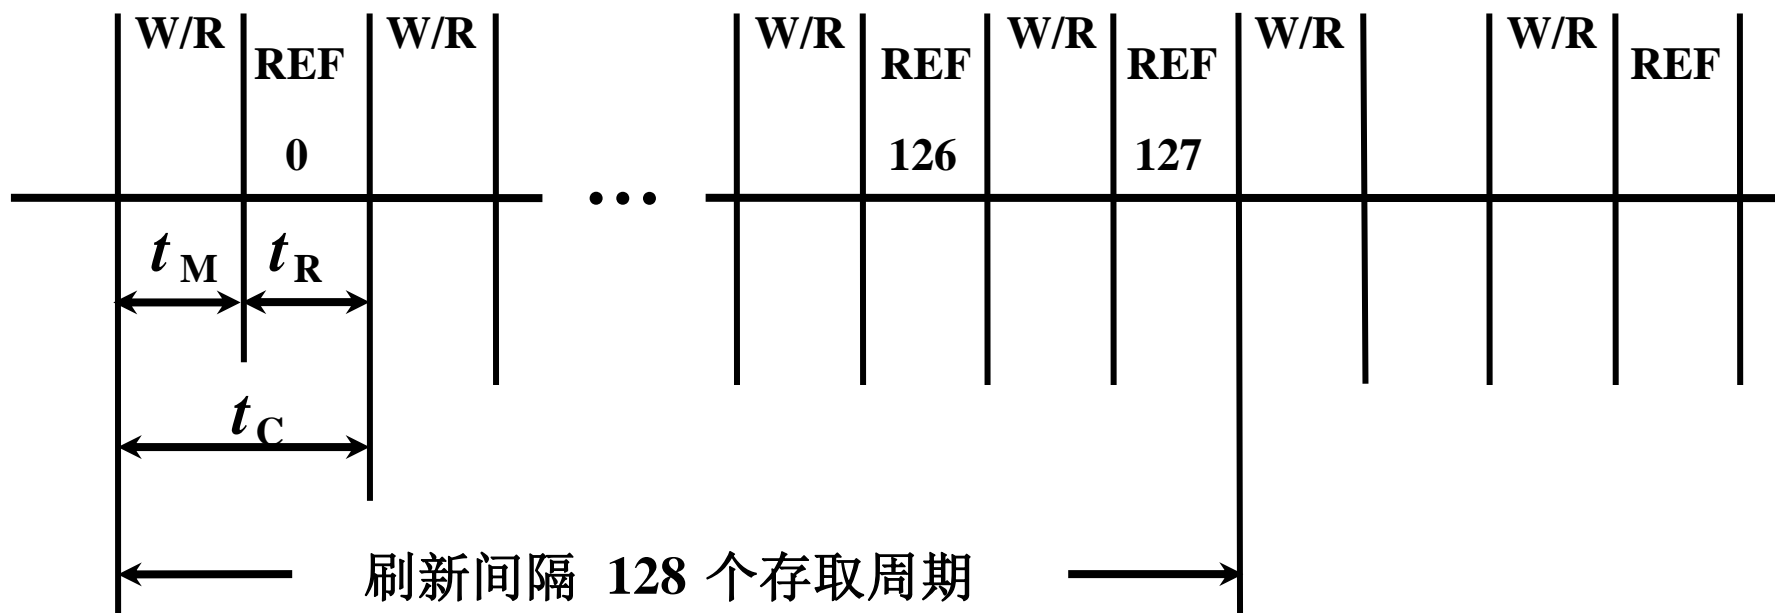 W/R W/R W/R W/R W/R W/R
REF REF REF REF
0 126 127
···
t M t R
t C
刷新间隔 128 个存取周期